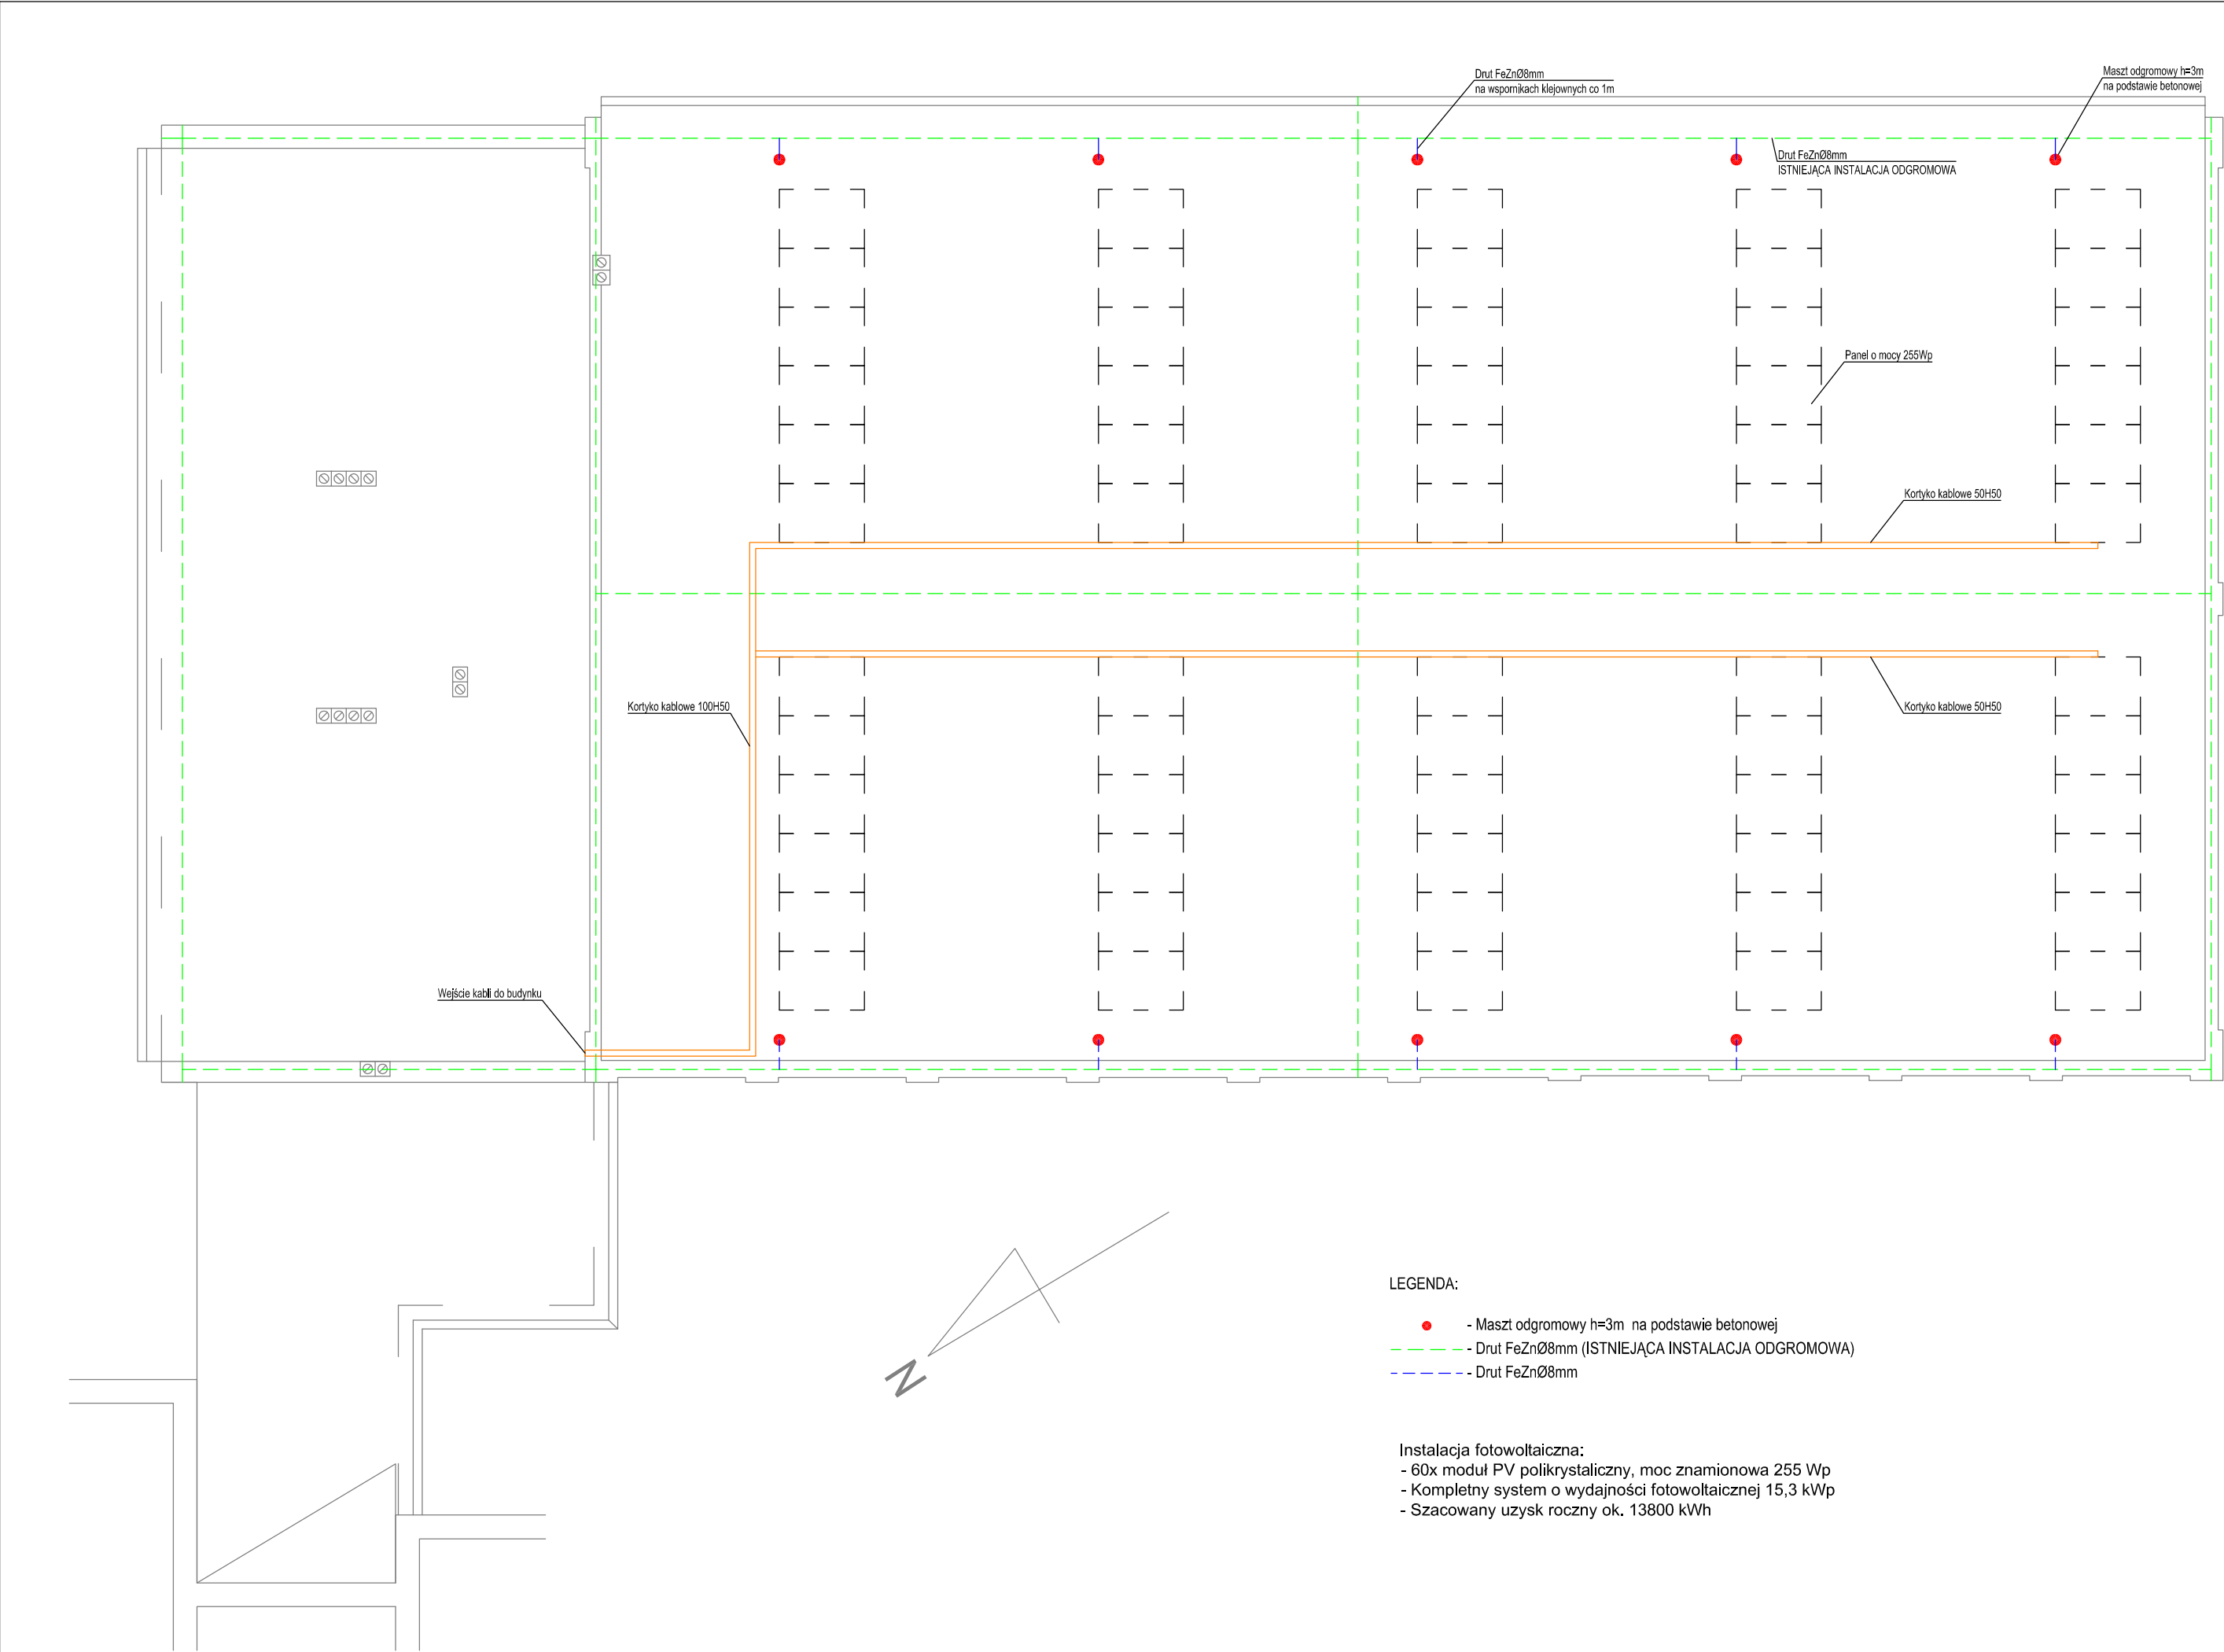 Drut FeZnØ8mm
na wspornikach klejownych co 1m
Maszt odgromowy h=3m
na podstawie betonowej
Drut FeZnØ8mm
ISTNIEJĄCA INSTALACJA ODGROMOWA
Panel o mocy 255Wp
Kortyko kablowe 50H50
Kortyko kablowe 100H50
Kortyko kablowe 50H50
Wejście kabli do budynku
N
LEGENDA:
- Maszt odgromowy h=3m na podstawie betonowej
- Drut FeZnØ8mm (ISTNIEJĄCA INSTALACJA ODGROMOWA)
- Drut FeZnØ8mm
Instalacja fotowoltaiczna:
- 60x moduł PV polikrystaliczny, moc znamionowa 255 Wp
- Kompletny system o wydajności fotowoltaicznej 15,3 kWp
- Szacowany uzysk roczny ok. 13800 kWh